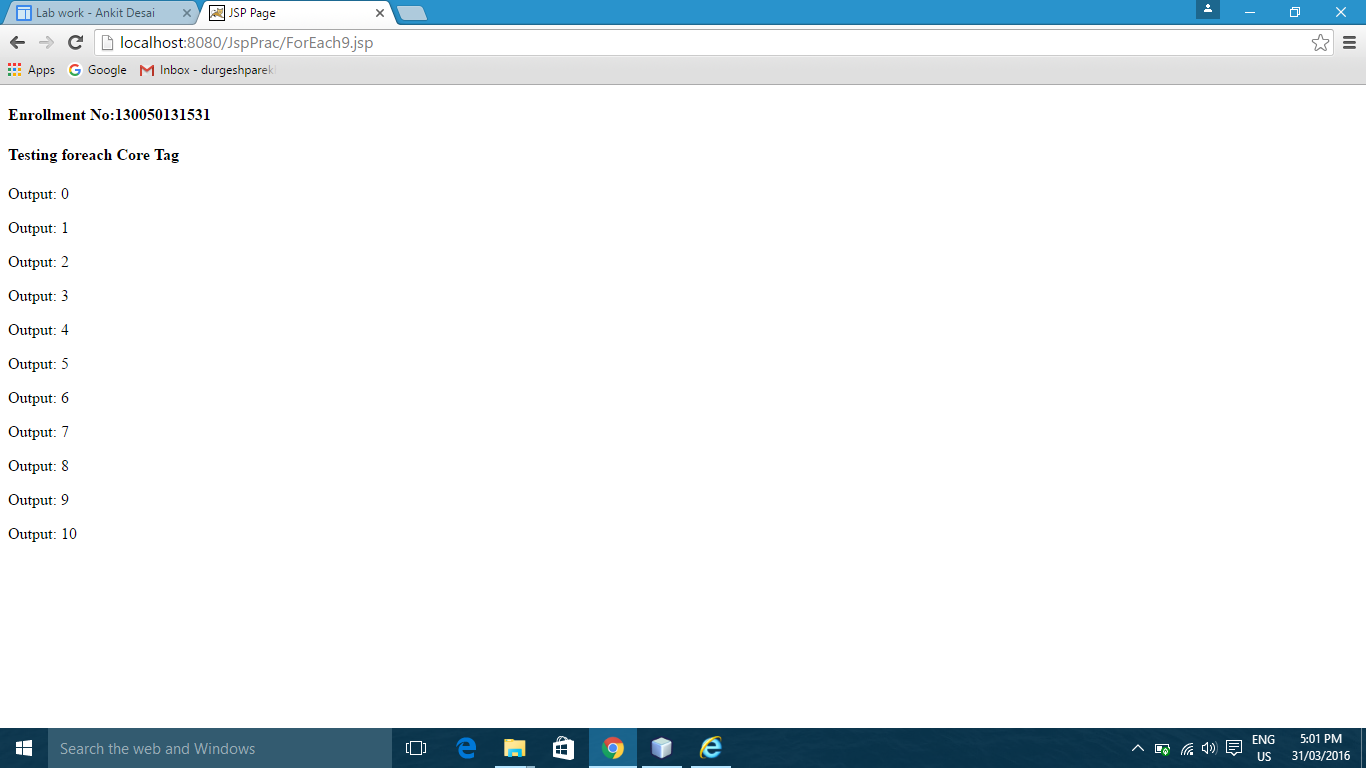 Lab work - Ankit Desai
JSP Page
localhost:8080/JspPrac/ForEach9.jsp
Apps
Google
Inbox - durgeshparek
Enrollment No:130050131531
Testing foreach Core Tag
Output: 0
Output: 1
Output: 2
Output: 3
Output: 4
Output: 5
Output: 6
Output: 7
Output: 8
Output: 9
Output: 10
Search the web and Windows
ENG
US
5:01 PM
31/03/2016